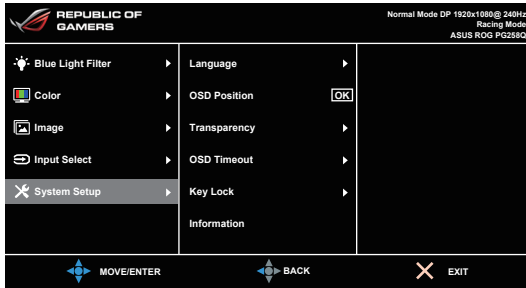 REPUBLIC OF
GAMERS
Normal Mode DP 1920x1080@ 240Hz
Racing Mode
ASUS ROG PG258Q
Blue Light Filter
Color
Image
Input Select
System Setup
Language
OSD Position OK
Transparency
OSD Timeout
Key Lock
Information
MOVE/ENTER
BACK
EXIT